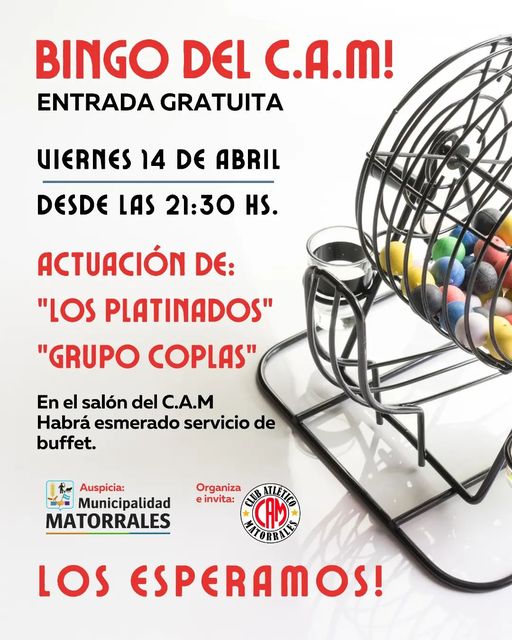 BINGO DEL C.A.M!
ENTRADA GRATUITA
VIERNES 14 DE ABRIL
DESDE LAS 21:30 HS.
ACTUACIÓN DE:
"LOS PLATINADOS"
"GRUPO COPLAS"
En el salón del C.A.M
Habrá esmerado servicio de
buffet.
Auspicia:
Municipalidad
MATORRALES
Organiza
e invita:
CLUB ATLÉTICO
CAM
MATORRALES
LOS ESPERAMOS!